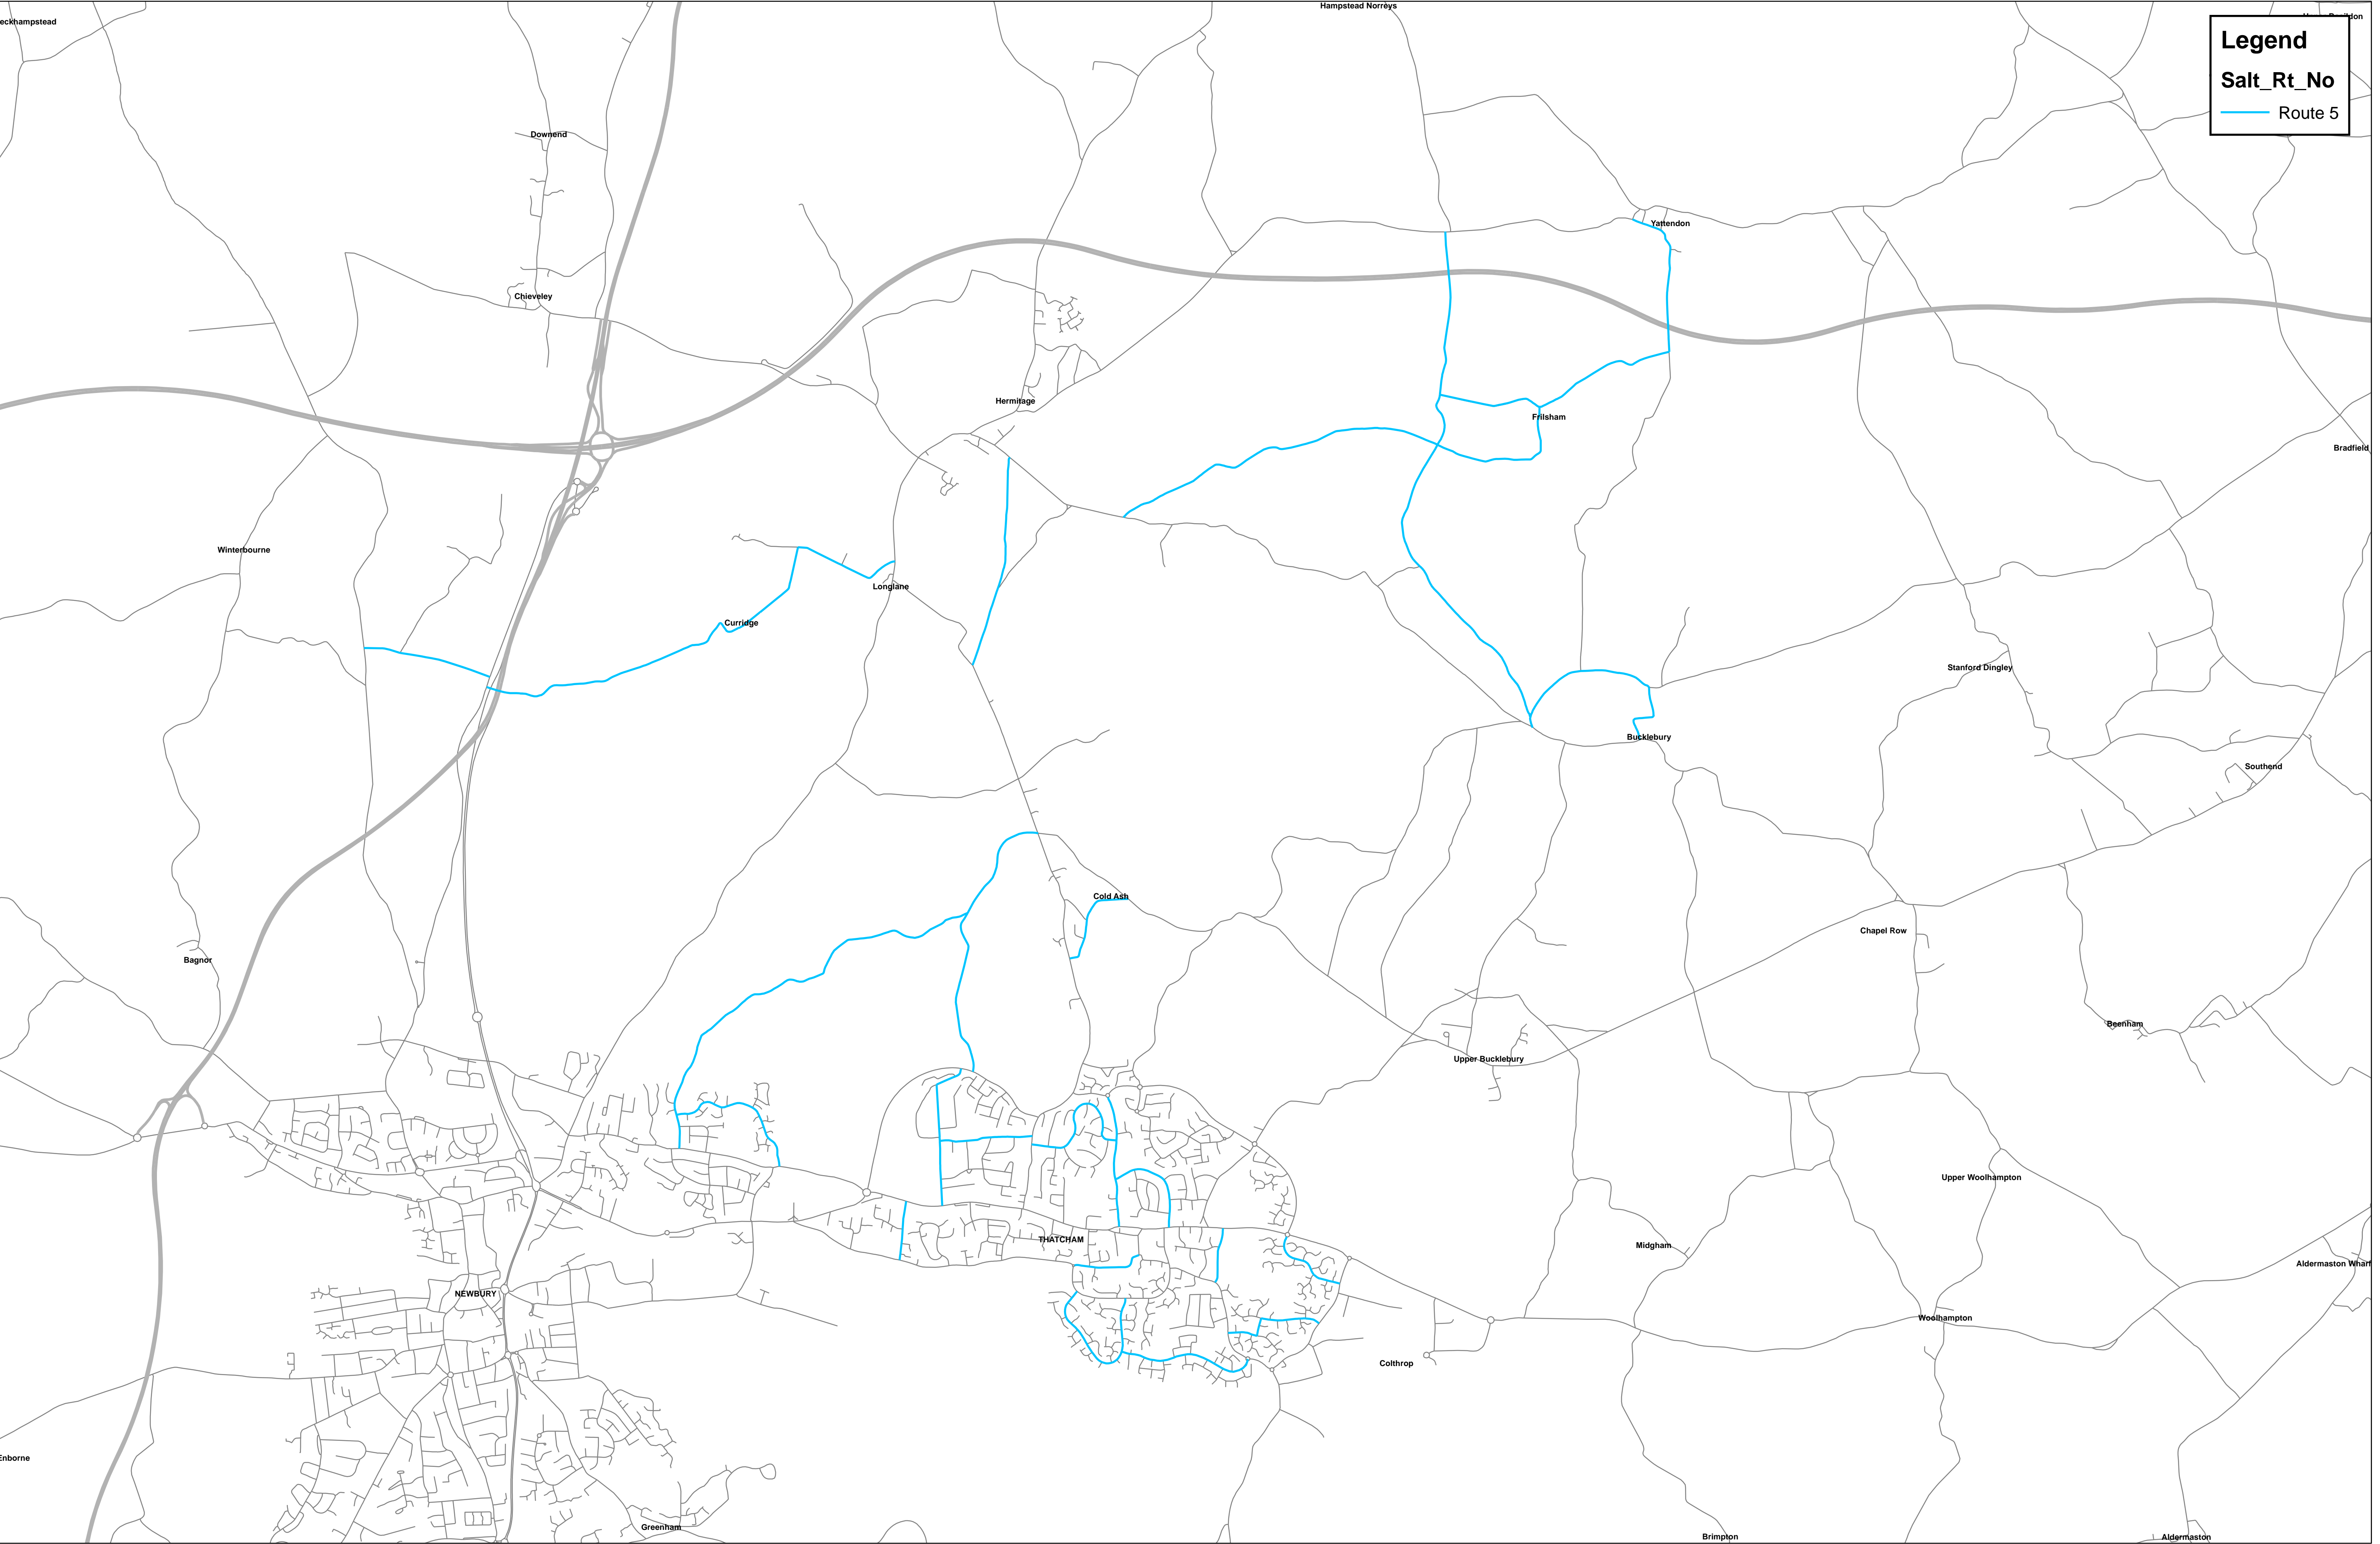 Hampstead Norreys
eckhampstead
don
Legend
Salt_Rt_No
Route 5
Downend
Yattendon
Chieveley
Hermitage
Frilsham
Bradfield
Winterbourne
Longlane
Curridge
Stanford Dingley
Bucklebury
Southend
Cold Ash
Chapel Row
Bagnor
Beenham
Upper Bucklebury
Upper Woolhampton
THATCHAM
Midgham
Aldermaston Wharf
NEWBURY
Woolhampton
Colthrop
Enborne
Greenham
Brimpton
Aldermaston